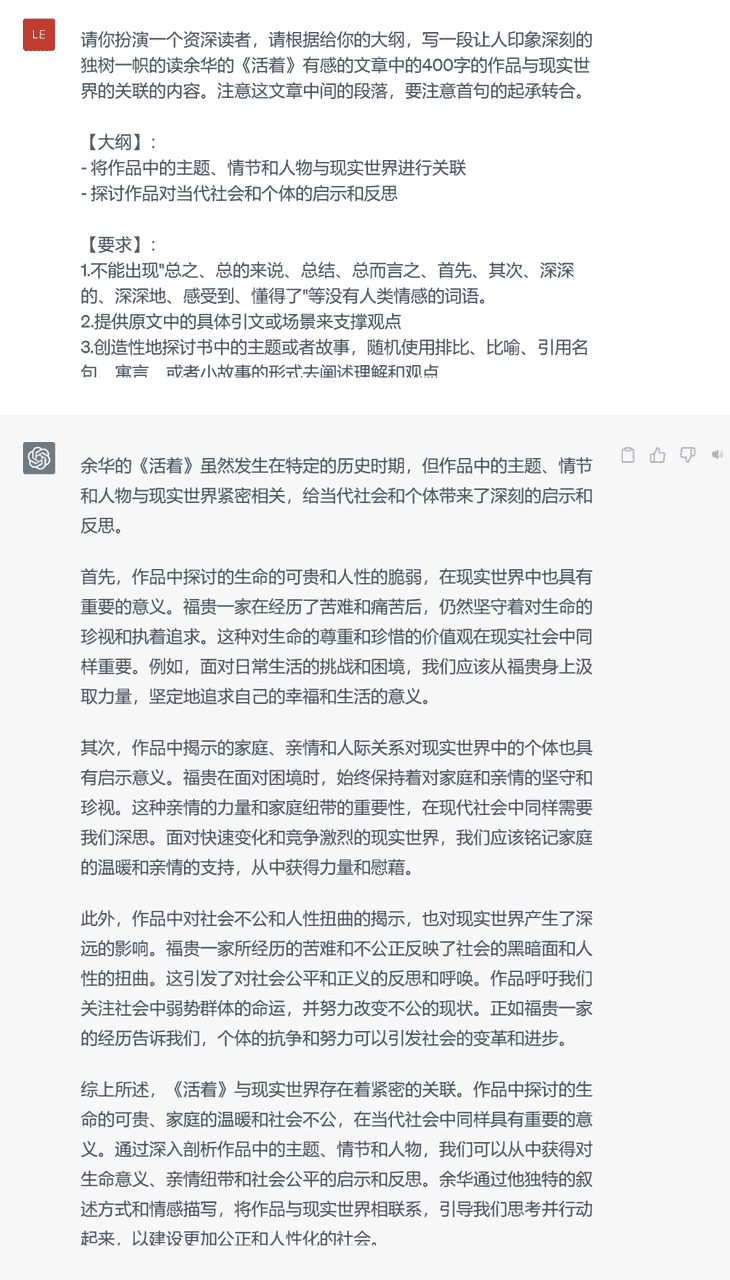 LE
请你扮演一个资深读者，请根据给你的大纲，写一段让人印象深刻的
独树一帜的读余华的《活着》有感的文章中的400字的作品与现实世
界的关联的内容。注意这文章中间的段落，要注意首句的起承转合。
【大纲】：
- 将作品中的主题、情节和人物与现实世界进行关联
- 探讨作品对当代社会和个体的启示和反思
【要求】：
1.不能出现"总之、总的来说、总结、总而言之、首先、其次、深深
的、深深地、感受到、懂得了"等没有人类情感的词语。
2.提供原文中的具体引文或场景来支撑观点
3.创造性地探讨书中的主题或者故事，随机使用排比、比喻、引用名
句、寓言、或者小故事的形式去阐述理解和观点
余华的《活着》虽然发生在特定的历史时期，但作品中的主题、情节
和人物与现实世界紧密相关，给当代社会和个体带来了深刻的启示和
反思。
首先，作品中探讨的生命的可贵和人性的脆弱，在现实世界中也具有
重要的意义。福贵一家在经历了苦难和痛苦后，仍然坚守着对生命的
珍视和执着追求。这种对生命的尊重和珍惜的价值观在现实社会中同
样重要。例如，面对日常生活的挑战和困境，我们应该从福贵身上汲
取力量，坚定地追求自己的幸福和生活的意义。
其次，作品中揭示的家庭、亲情和人际关系对现实世界中的个体也具
有启示意义。福贵在面对困境时，始终保持着对家庭和亲情的坚守和
珍视。这种亲情的力量和家庭纽带的重要性，在现代社会中同样需要
我们深思。面对快速变化和竞争激烈的现实世界，我们应该铭记家庭
的温暖和亲情的支持，从中获得力量和慰藉。
此外，作品中对社会不公和人性扭曲的揭示，也对现实世界产生了深
远的影响。福贵一家所经历的苦难和不公正反映了社会的黑暗面和人
性的扭曲。这引发了对社会公平和正义的反思和呼唤。作品呼吁我们
关注社会中弱势群体的命运，并努力改变不公的现状。正如福贵一家
的经历告诉我们，个体的抗争和努力可以引发社会的变革和进步。
综上所述，《活着》与现实世界存在着紧密的关联。作品中探讨的生
命的可贵、家庭的温暖和社会不公，在当代社会中同样具有重要的意
义。通过深入剖析作品中的主题、情节和人物，我们可以从中获得对
生命意义、亲情纽带和社会公平的启示和反思。余华通过他独特的叙
述方式和情感描写，将作品与现实世界相联系，引导我们思考并行动
起来，以建设更加公正和人性化的社会。